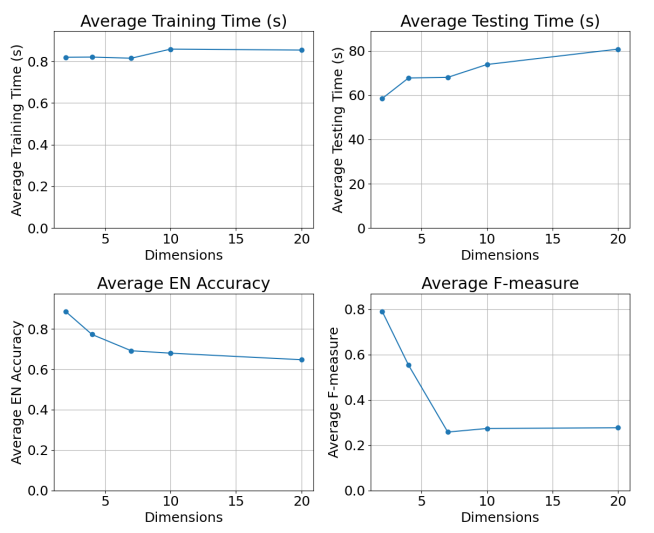 Average Training Time (s)
Average Training Time (s)
0.8
0.6
0.4
0.2
0.0
5 10 15 20
Dimensions
Average Testing Time (s)
Average Testing Time (s)
80
60
40
20
0
5 10 15 20
Dimensions
Average EN Accuracy
Average EN Accuracy
0.8
0.6
0.4
0.2
0.0
5 10 15 20
Dimensions
Average F-measure
Average F-measure
0.8
0.6
0.4
0.2
0.0
5 10 15 20
Dimensions